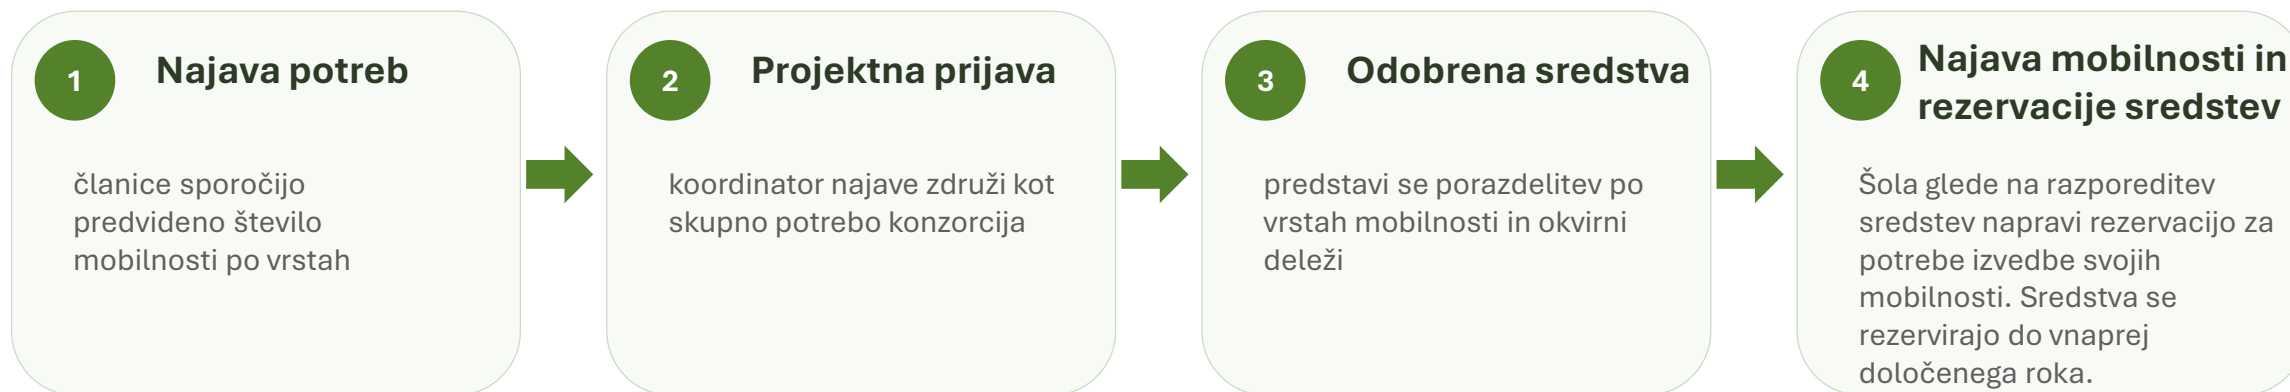 1
Najava potreb
članice sporočijo
predvideno število
mobilnosti po vrstah
2
Projektna prijava
koordinator najave združi kot
skupno potrebo konzorcija
3
Odobrena sredstva
predstavi se porazdelitev po
vrstah mobilnosti in okvirni
deleži
4
Najava mobilnosti in
rezervacije sredstev
Šola glede na razporeditev
sredstev napravi rezervacijo za
potrebe izvedbe svojih
mobilnosti. Sredstva se
rezervirajo do vnaprej
določenega roka.